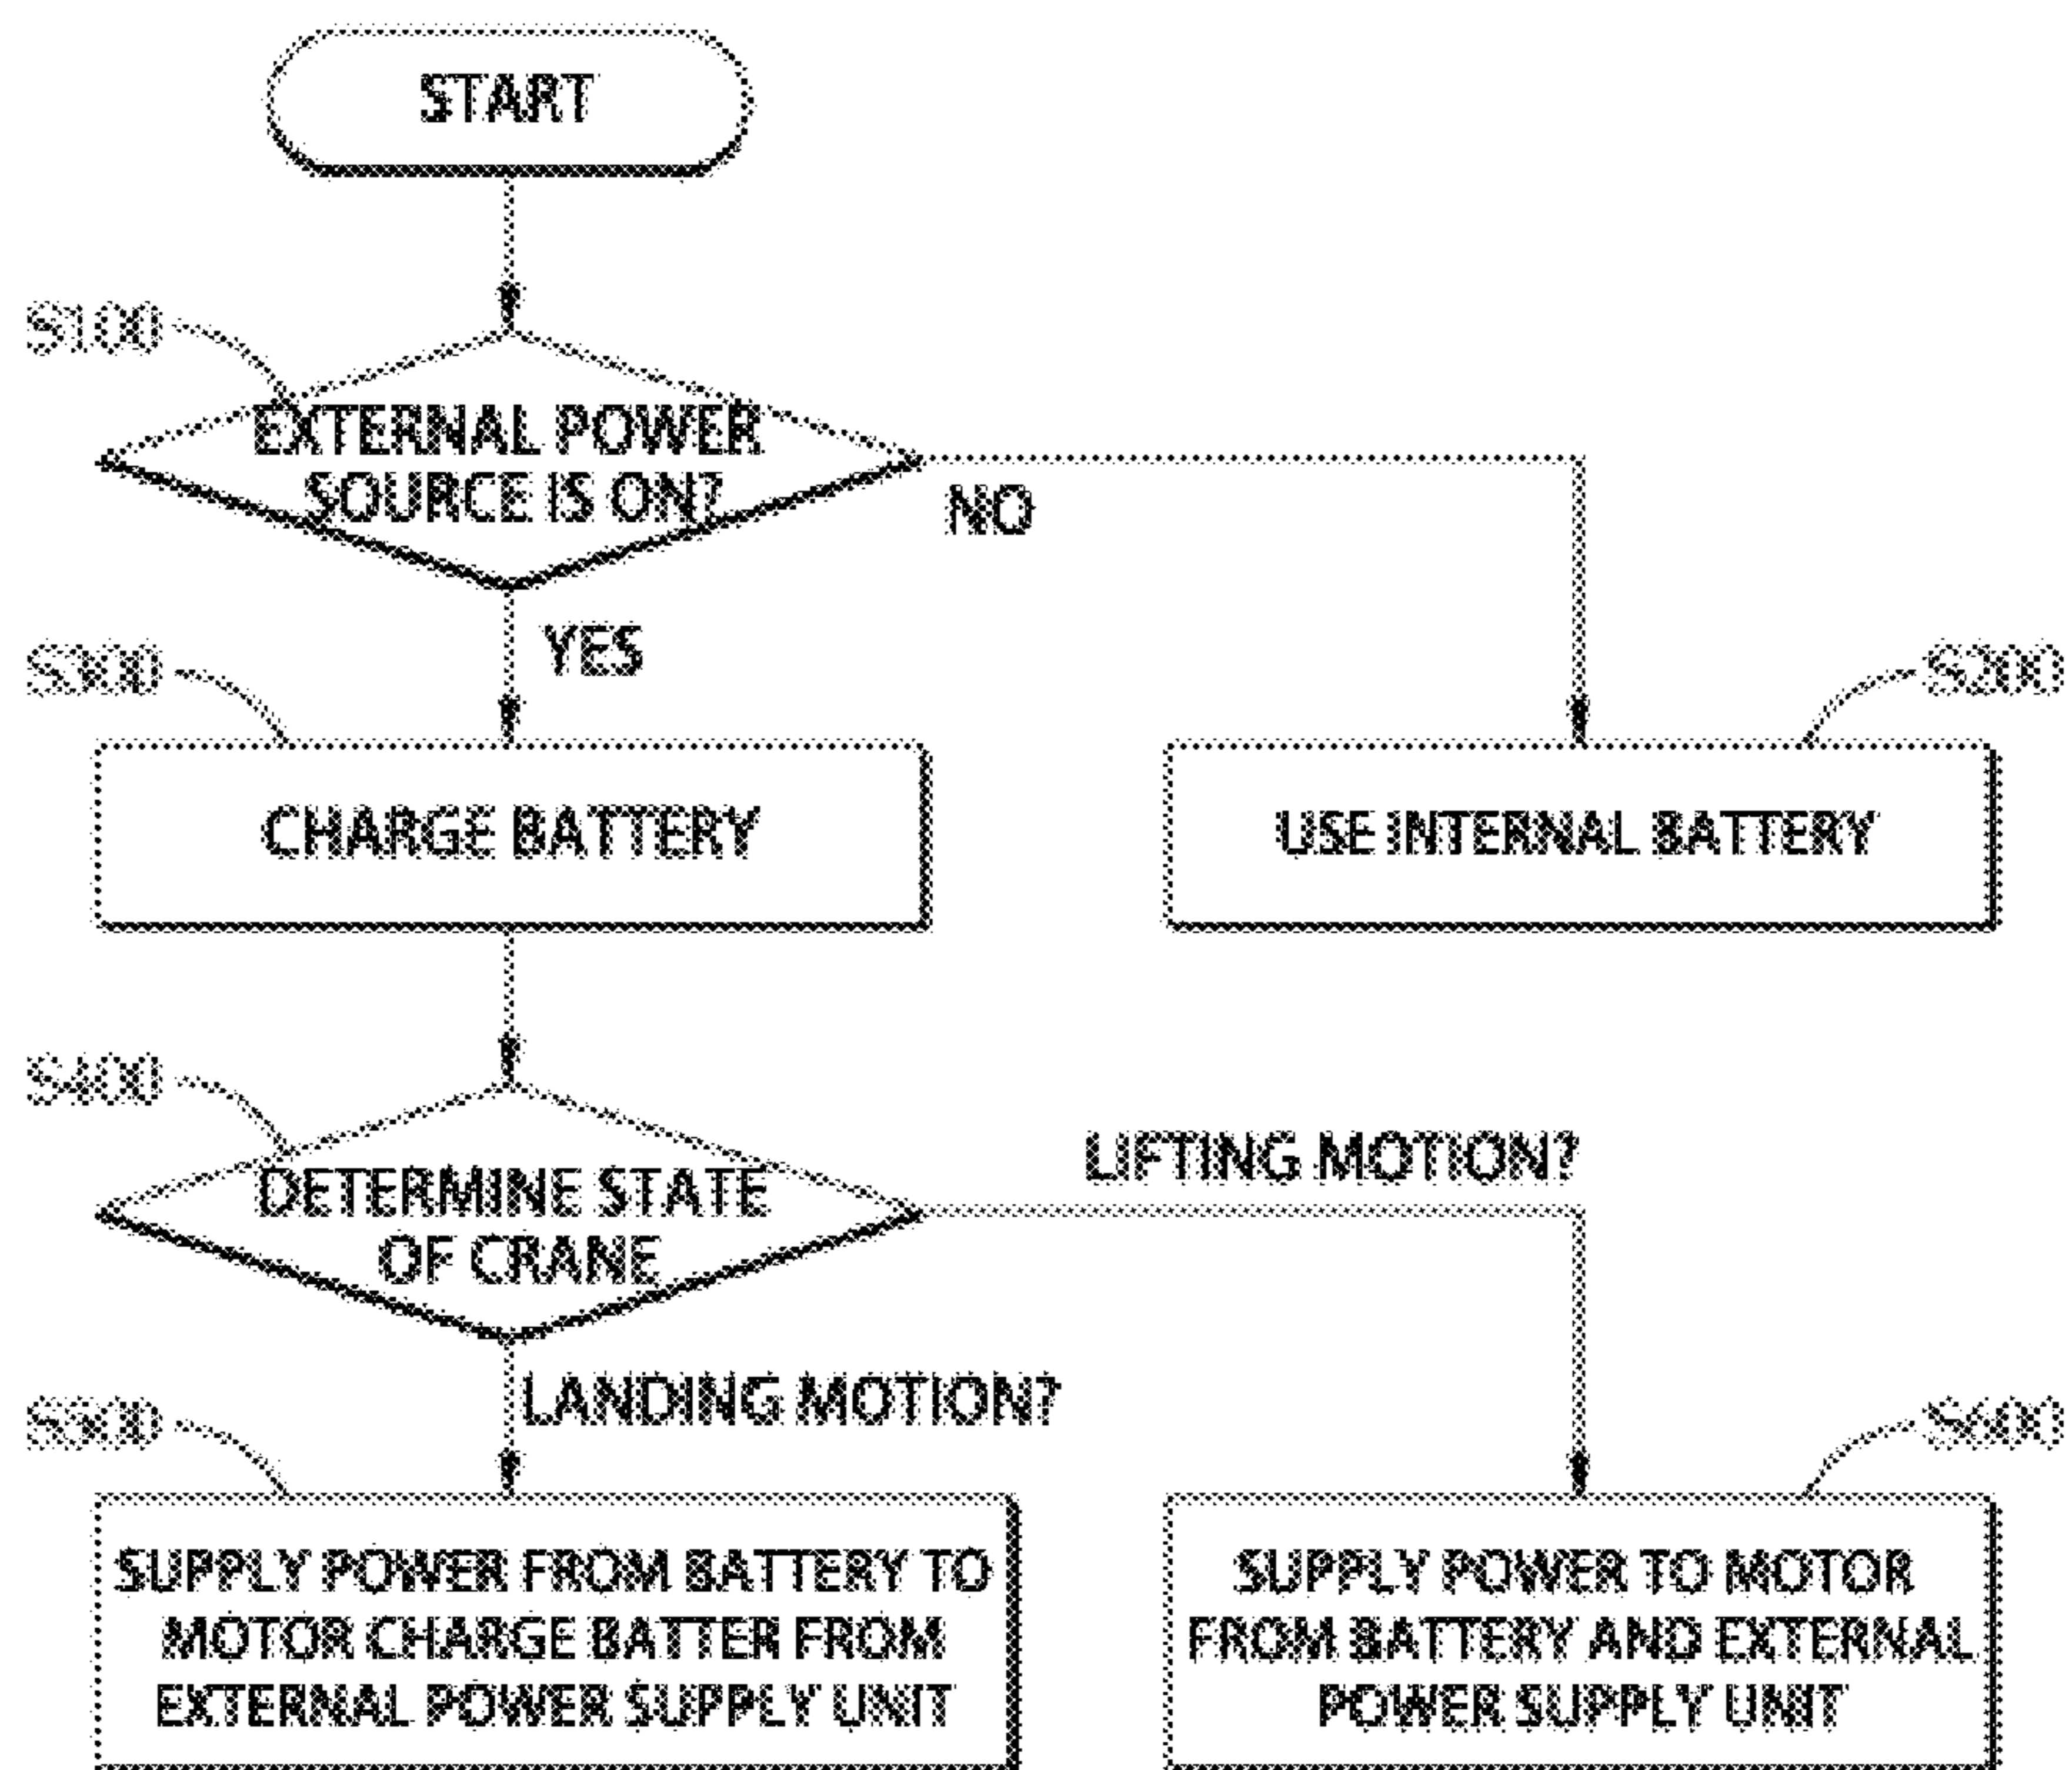 START
S100
EXTERNAL POWER
SOURCE IS ON?
NO
YES
S300
S200
CHARGE BATTERY
USE INTERNAL BATTERY
S400
LIFTING MOTION?
DETERMINE STATE
OF CRANE
LANDING MOTION?
S500
S600
SUPPLY POWER FROM BATTERY TO
MOTOR CHARGE BATTER FROM
EXTERNAL POWER SUPPLY UNIT
SUPPLY POWER TO MOTOR
FROM BATTERY AND EXTERNAL
POWER SUPPLY UNIT